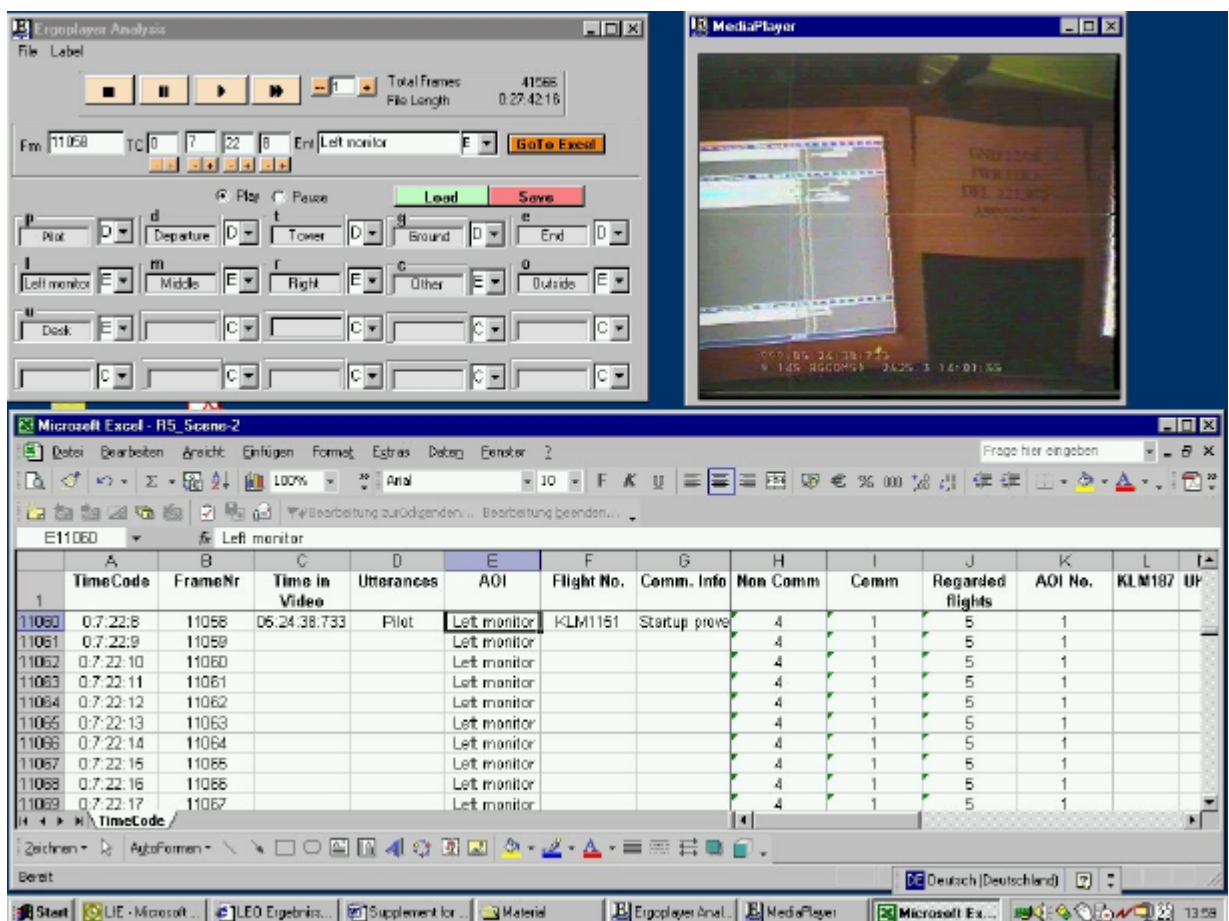 Ergoplayer Analysis
File Label
1 Total Frames 41566
File Length 0:27:42:16
Frm 11058 TC 0 7 22 8 Ent Left monitor E GoTo Excel
Play Pause Load Save
p d t g e
Pilot D Departure D Tower D Ground D End D
l m r c o
Left monitor E Middle E Right E Other E Outside E
u
Desk E C C C C
C C C C C
MediaPlayer
Microsoft Excel - R5_Scene-2
Datei Bearbeiten Ansicht Einfügen Format Extras Daten Fenster ? Frage hier eingeben
100% Arial 10 F K U
Bearbeitung zurückgenden... Bearbeitung beenden...
E11060 fx Left monitor
A B C D E F G H I J K L
1 TimeCode FrameNr Time in Video Utterances AOI Flight No. Comm. Info Non Comm Comm Regarded flights AOI No. KLM187
11060 0:7:22:8 11058 05:24:38:733 Pilot Left monitor KLM1151 Startup prove 4 1 5 1
11061 0:7:22:9 11059 Left monitor 4 1 5 1
11062 0:7:22:10 11060 Left monitor 4 1 5 1
11063 0:7:22:11 11061 Left monitor 4 1 5 1
11064 0:7:22:12 11062 Left monitor 4 1 5 1
11065 0:7:22:13 11063 Left monitor 4 1 5 1
11066 0:7:22:14 11064 Left monitor 4 1 5 1
11067 0:7:22:15 11065 Left monitor 4 1 5 1
11068 0:7:22:16 11066 Left monitor 4 1 5 1
11069 0:7:22:17 11067 Left monitor 4 1 5 1
TimeCode
Zeichnen AutoFormen
Bereit
DE Deutsch (Deutschland)
Start LIE - Microsoft ... LEO Ergebnis... Supplement for ... Material Ergoplayer Anal... MediaPlayer Microsoft Ex... 13:59